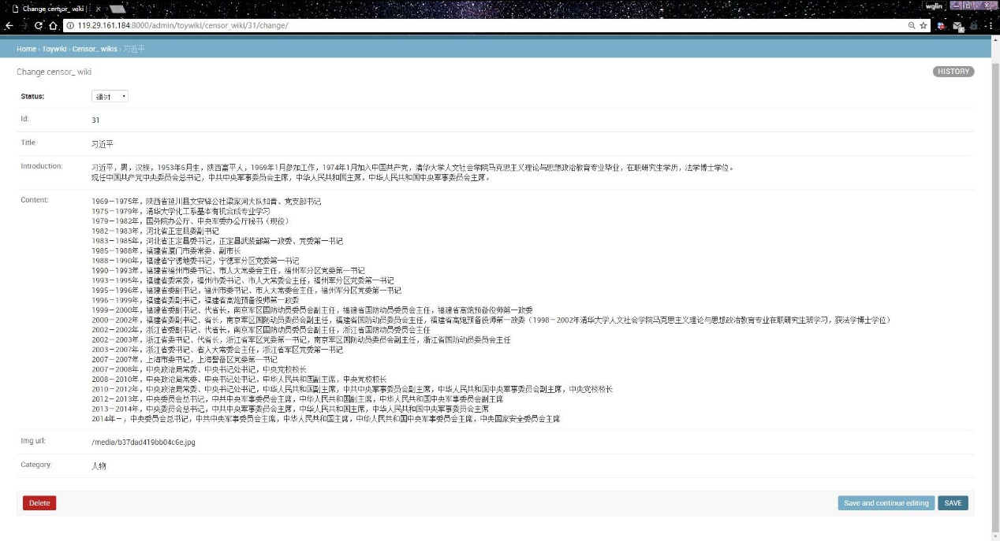 Change censor_ wiki |
wqlin
119.29.161.184:8000/admin/toywiki/censor_wiki/31/change/
Home › Toywiki › Censor_ wikis › 习近平
Change censor_ wiki
HISTORY
Status: 通过
Id: 31
Title: 习近平
Introduction: 习近平，男，汉族，1953年6月生，陕西富平人，1969年1月参加工作，1974年1月加入中国共产党，清华大学人文社会学院马克思主义理论与思想政治教育专业毕业，在职研究生学历，法学博士学位。
现任中国共产党中央委员会总书记，中共中央军事委员会主席，中华人民共和国主席，中华人民共和国中央军事委员会主席。
Content: 1969－1975年，陕西省延川县文安驿公社梁家河大队知青、党支部书记
1975－1979年，清华大学化工系基本有机合成专业学习
1979－1982年，国务院办公厅、中央军委办公厅秘书（现役）
1982－1983年，河北省正定县委副书记
1983－1985年，河北省正定县委书记，正定县武装部第一政委、党委第一书记
1985－1988年，福建省厦门市委常委、副市长
1988－1990年，福建省宁德地委书记，宁德军分区党委第一书记
1990－1993年，福建省福州市委书记、市人大常委会主任，福州军分区党委第一书记
1993－1995年，福建省委常委，福州市委书记、市人大常委会主任，福州军分区党委第一书记
1995－1996年，福建省委副书记，福州市委书记、市人大常委会主任，福州军分区党委第一书记
1996－1999年，福建省委副书记，福建省高炮预备役师第一政委
1999－2000年，福建省委副书记、代省长，南京军区国防动员委员会副主任，福建省国防动员委员会主任，福建省高炮预备役师第一政委
2000－2002年，福建省委副书记、省长，南京军区国防动员委员会副主任，福建省国防动员委员会主任，福建省高炮预备役师第一政委（1998－2002年清华大学人文社会学院马克思主义理论与思想政治教育专业在职研究生班学习，获法学博士学位）
2002－2002年，浙江省委副书记、代省长，南京军区国防动员委员会副主任，浙江省国防动员委员会主任
2002－2003年，浙江省委书记、代省长，浙江省军区党委第一书记，南京军区国防动员委员会副主任，浙江省国防动员委员会主任
2003－2007年，浙江省委书记、省人大常委会主任，浙江省军区党委第一书记
2007－2007年，上海市委书记，上海警备区党委第一书记
2007－2008年，中央政治局常委、中央书记处书记，中央党校校长
2008－2010年，中央政治局常委、中央书记处书记，中华人民共和国副主席，中央党校校长
2010－2012年，中央政治局常委、中央书记处书记，中华人民共和国副主席，中共中央军事委员会副主席，中华人民共和国中央军事委员会副主席，中央党校校长
2012－2013年，中央委员会总书记，中共中央军事委员会主席，中华人民共和国副主席，中华人民共和国中央军事委员会副主席
2013－2014年，中央委员会总书记，中共中央军事委员会主席，中华人民共和国主席，中华人民共和国中央军事委员会主席
2014年－，中央委员会总书记，中共中央军事委员会主席，中华人民共和国主席，中华人民共和国中央军事委员会主席，中央国家安全委员会主席
Img url: /media/b37dad419bb04c6e.jpg
Category: 人物
Delete
Save and continue editing
SAVE